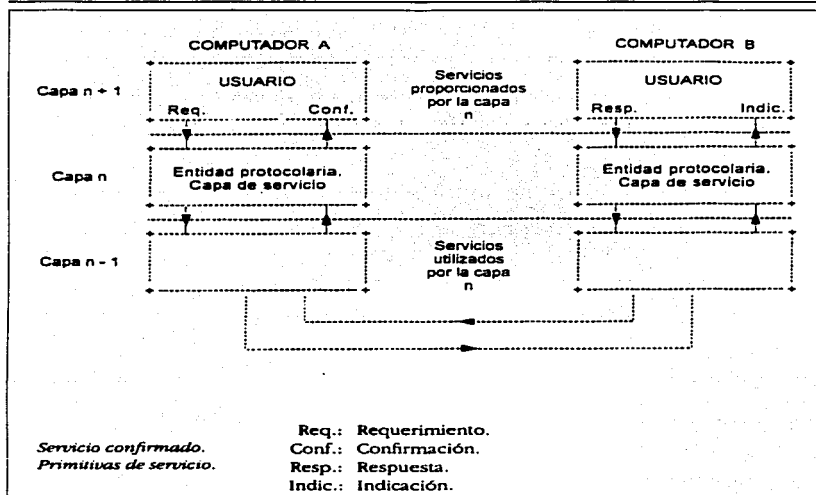 COMPUTADOR A
COMPUTADOR B
Capa n + 1
USUARIO
Req.
Conf.
Servicios
proporcionados
por la capa
n
USUARIO
Resp.
Indic.
Capa n
Entidad protocolaria.
Capa de servicio
Entidad protocolaria.
Capa de servicio
Capa n - 1
Servicios
utilizados
por la capa
n
Servicio confirmado.
Primitivas de servicio.
Req.: Requerimiento.
Conf.: Confirmación.
Resp.: Respuesta.
Indic.: Indicación.